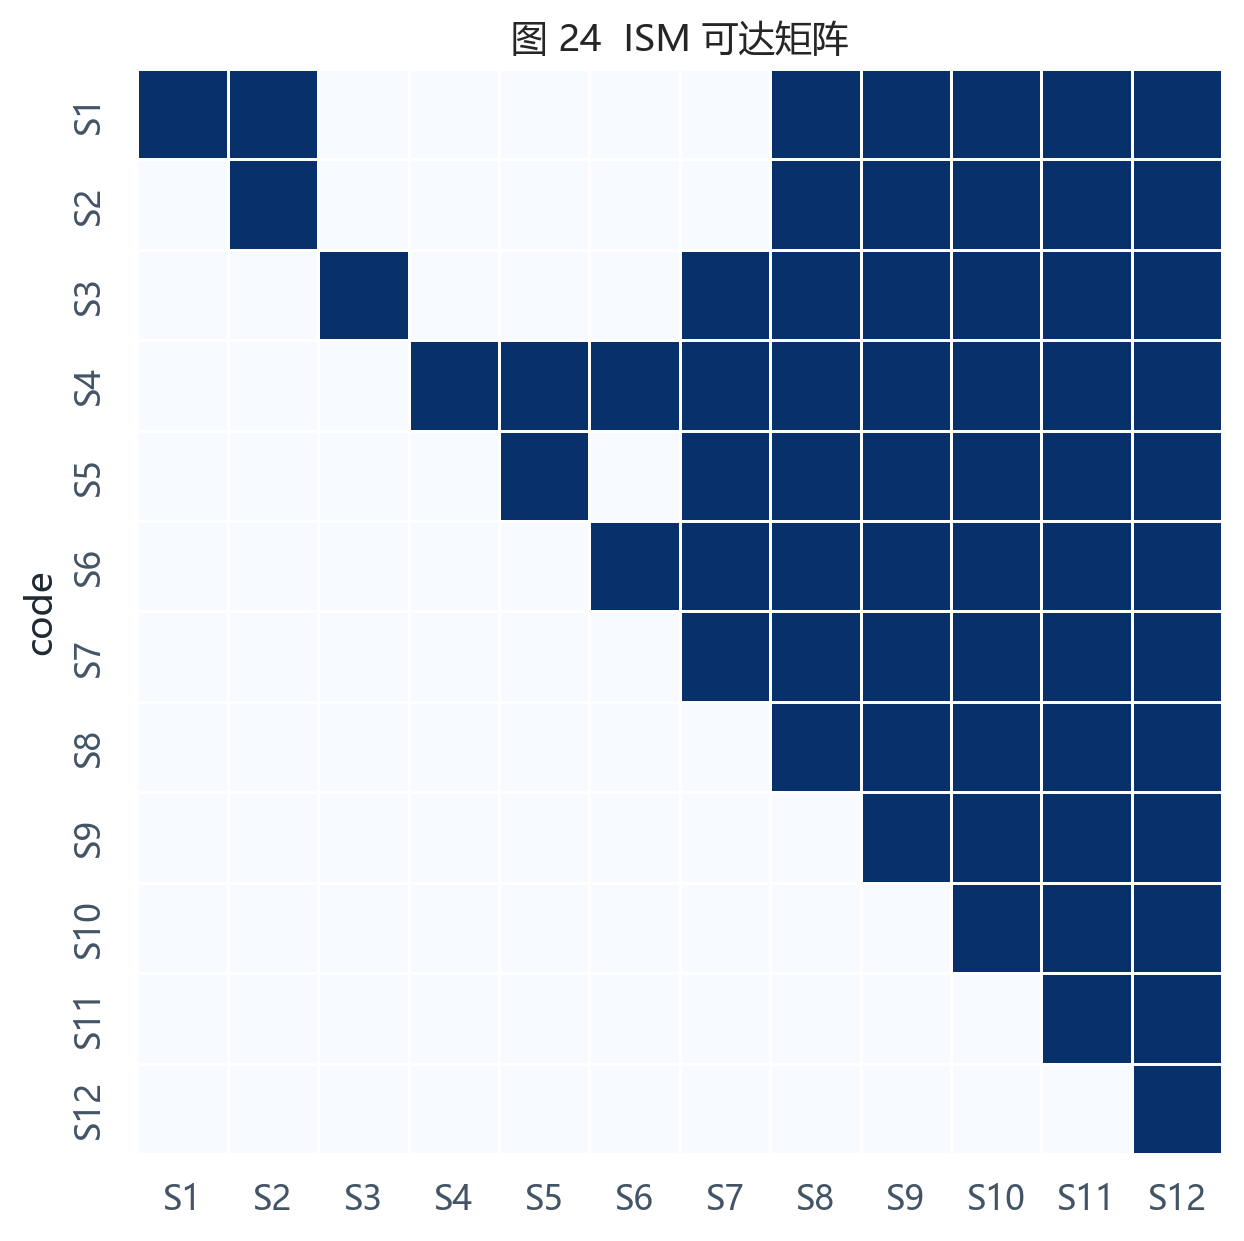 图 24 ISM 可达矩阵
code
S1
S2
S3
S4
S5
S6
S7
S8
S9
S10
S11
S12
S1 S2 S3 S4 S5 S6 S7 S8 S9 S10 S11 S12